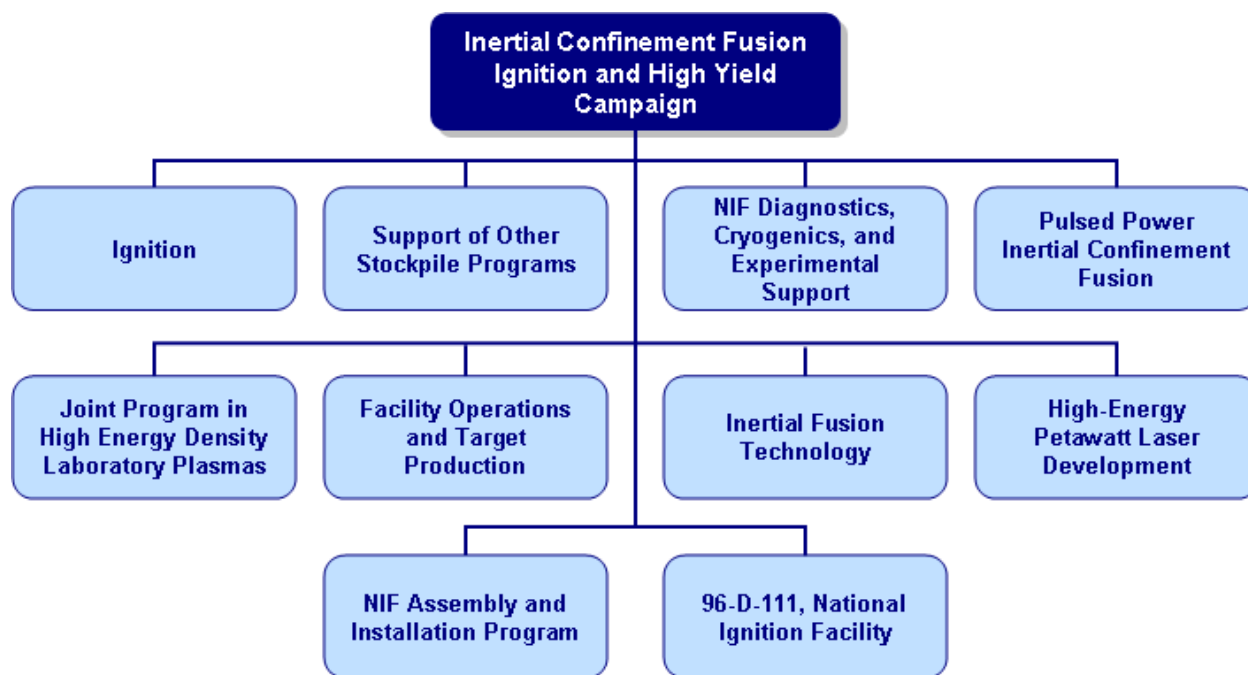 Inertial Confinement Fusion
Ignition and High Yield
Campaign
Ignition
Support of Other
Stockpile Programs
NIF Diagnostics,
Cryogenics, and
Experimental
Support
Pulsed Power
Inertial Confinement
Fusion
Joint Program in
High Energy Density
Laboratory Plasmas
Facility Operations
and Target
Production
Inertial Fusion
Technology
High-Energy
Petawatt Laser
Development
NIF Assembly and
Installation Program
96-D-111, National
Ignition Facility